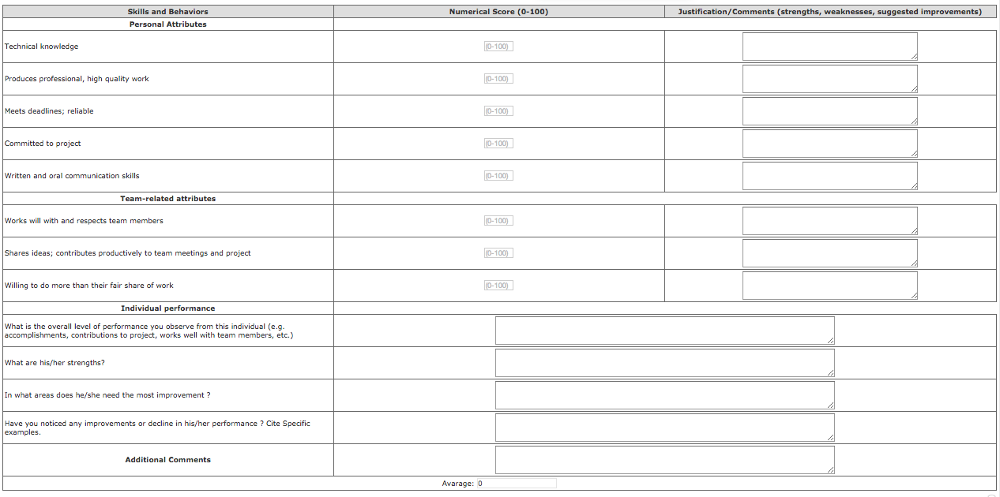 Skills and Behaviors Numerical Score (0-100) Justification/Comments (strengths, weaknesses, suggested improvements)
Personal Attributes
Technical knowledge (0-100)
Produces professional, high quality work (0-100)
Meets deadlines; reliable (0-100)
Committed to project (0-100)
Written and oral communication skills (0-100)
Team-related attributes
Works will with and respects team members (0-100)
Shares ideas; contributes productively to team meetings and project (0-100)
Willing to do more than their fair share of work (0-100)
Individual performance
What is the overall level of performance you observe from this individual (e.g.
accomplishments, contributions to project, works well with team members, etc.)
What are his/her strengths?
In what areas does he/she need the most improvement ?
Have you noticed any improvements or decline in his/her performance ? Cite Specific
examples.
Additional Comments
Avarage: 0